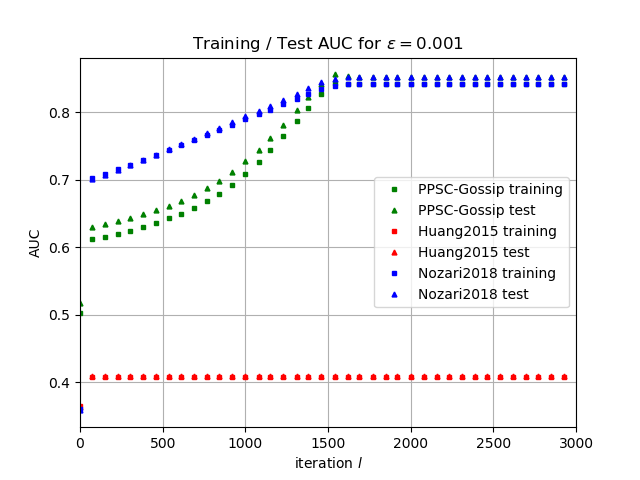 Training / Test AUC for ε = 0.001
AUC
0.8
0.7
0.6
0.5
0.4
PPSC-Gossip training
PPSC-Gossip test
Huang2015 training
Huang2015 test
Nozari2018 training
Nozari2018 test
0 500 1000 1500 2000 2500 3000
iteration l